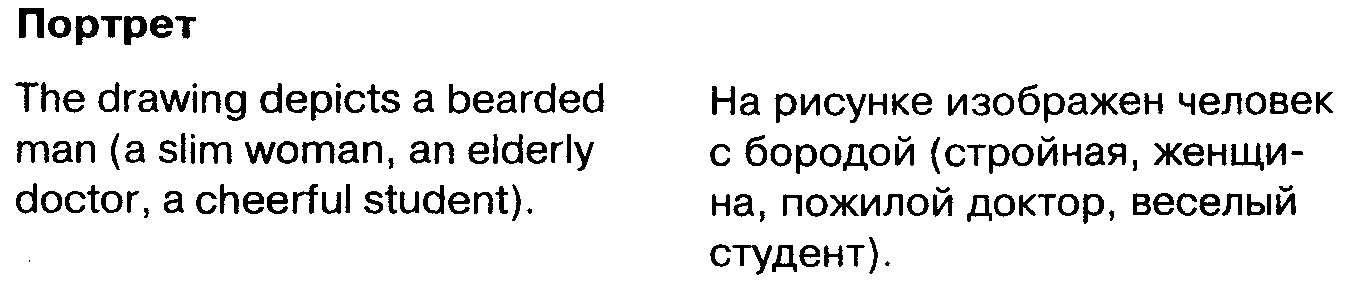 Портрет
The drawing depicts a bearded
man (a slim woman, an elderly
doctor, a cheerful student).
На рисунке изображен человек
с бородой (стройная, женщи-
на, пожилой доктор, веселый
студент).